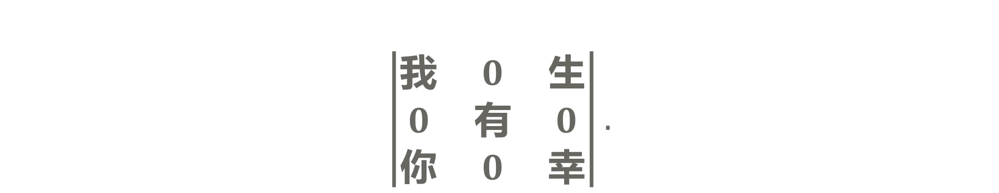 我 0 生
0 有 0 .
你 0 幸